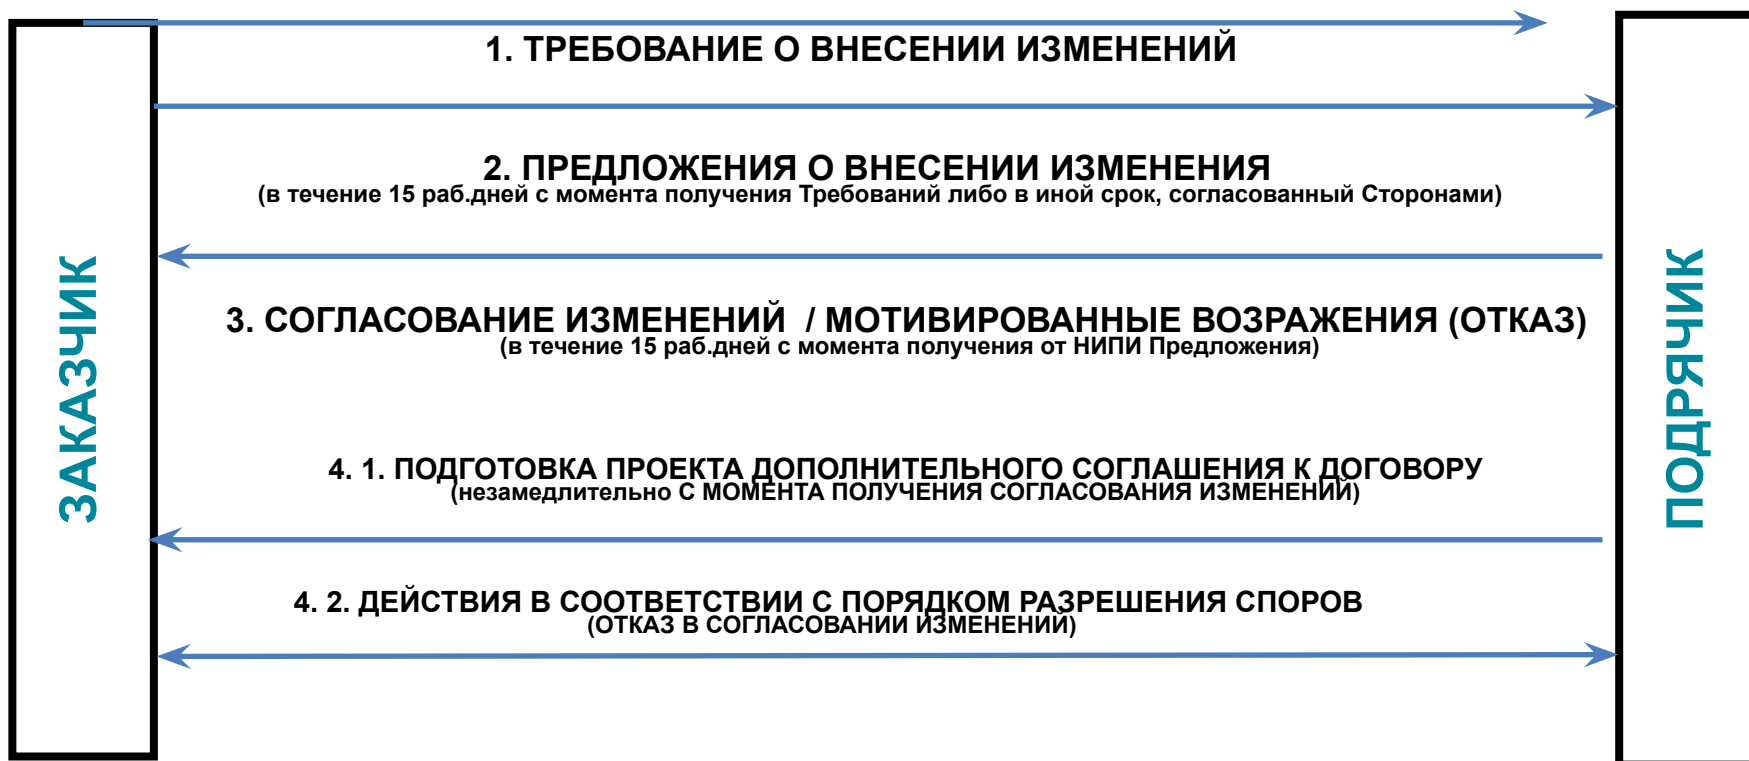 1. ТРЕБОВАНИЕ О ВНЕСЕНИИ ИЗМЕНЕНИЙ
2. ПРЕДЛОЖЕНИЯ О ВНЕСЕНИИ ИЗМЕНЕНИЯ
(в течение 15 раб.дней с момента получения Требований либо в иной срок, согласованный Сторонами)
ЗАКАЗЧИК
ПОДРЯЧИК
3. СОГЛАСОВАНИЕ ИЗМЕНЕНИЙ / МОТИВИРОВАННЫЕ ВОЗРАЖЕНИЯ (ОТКАЗ)
(в течение 15 раб.дней с момента получения от НИПИ Предложения)
4. 1. ПОДГОТОВКА ПРОЕКТА ДОПОЛНИТЕЛЬНОГО СОГЛАШЕНИЯ К ДОГОВОРУ
(незамедлительно С МОМЕНТА ПОЛУЧЕНИЯ СОГЛАСОВАНИЯ ИЗМЕНЕНИЙ)
4. 2. ДЕЙСТВИЯ В СООТВЕТСТВИИ С ПОРЯДКОМ РАЗРЕШЕНИЯ СПОРОВ
(ОТКАЗ В СОГЛАСОВАНИИ ИЗМЕНЕНИЙ)